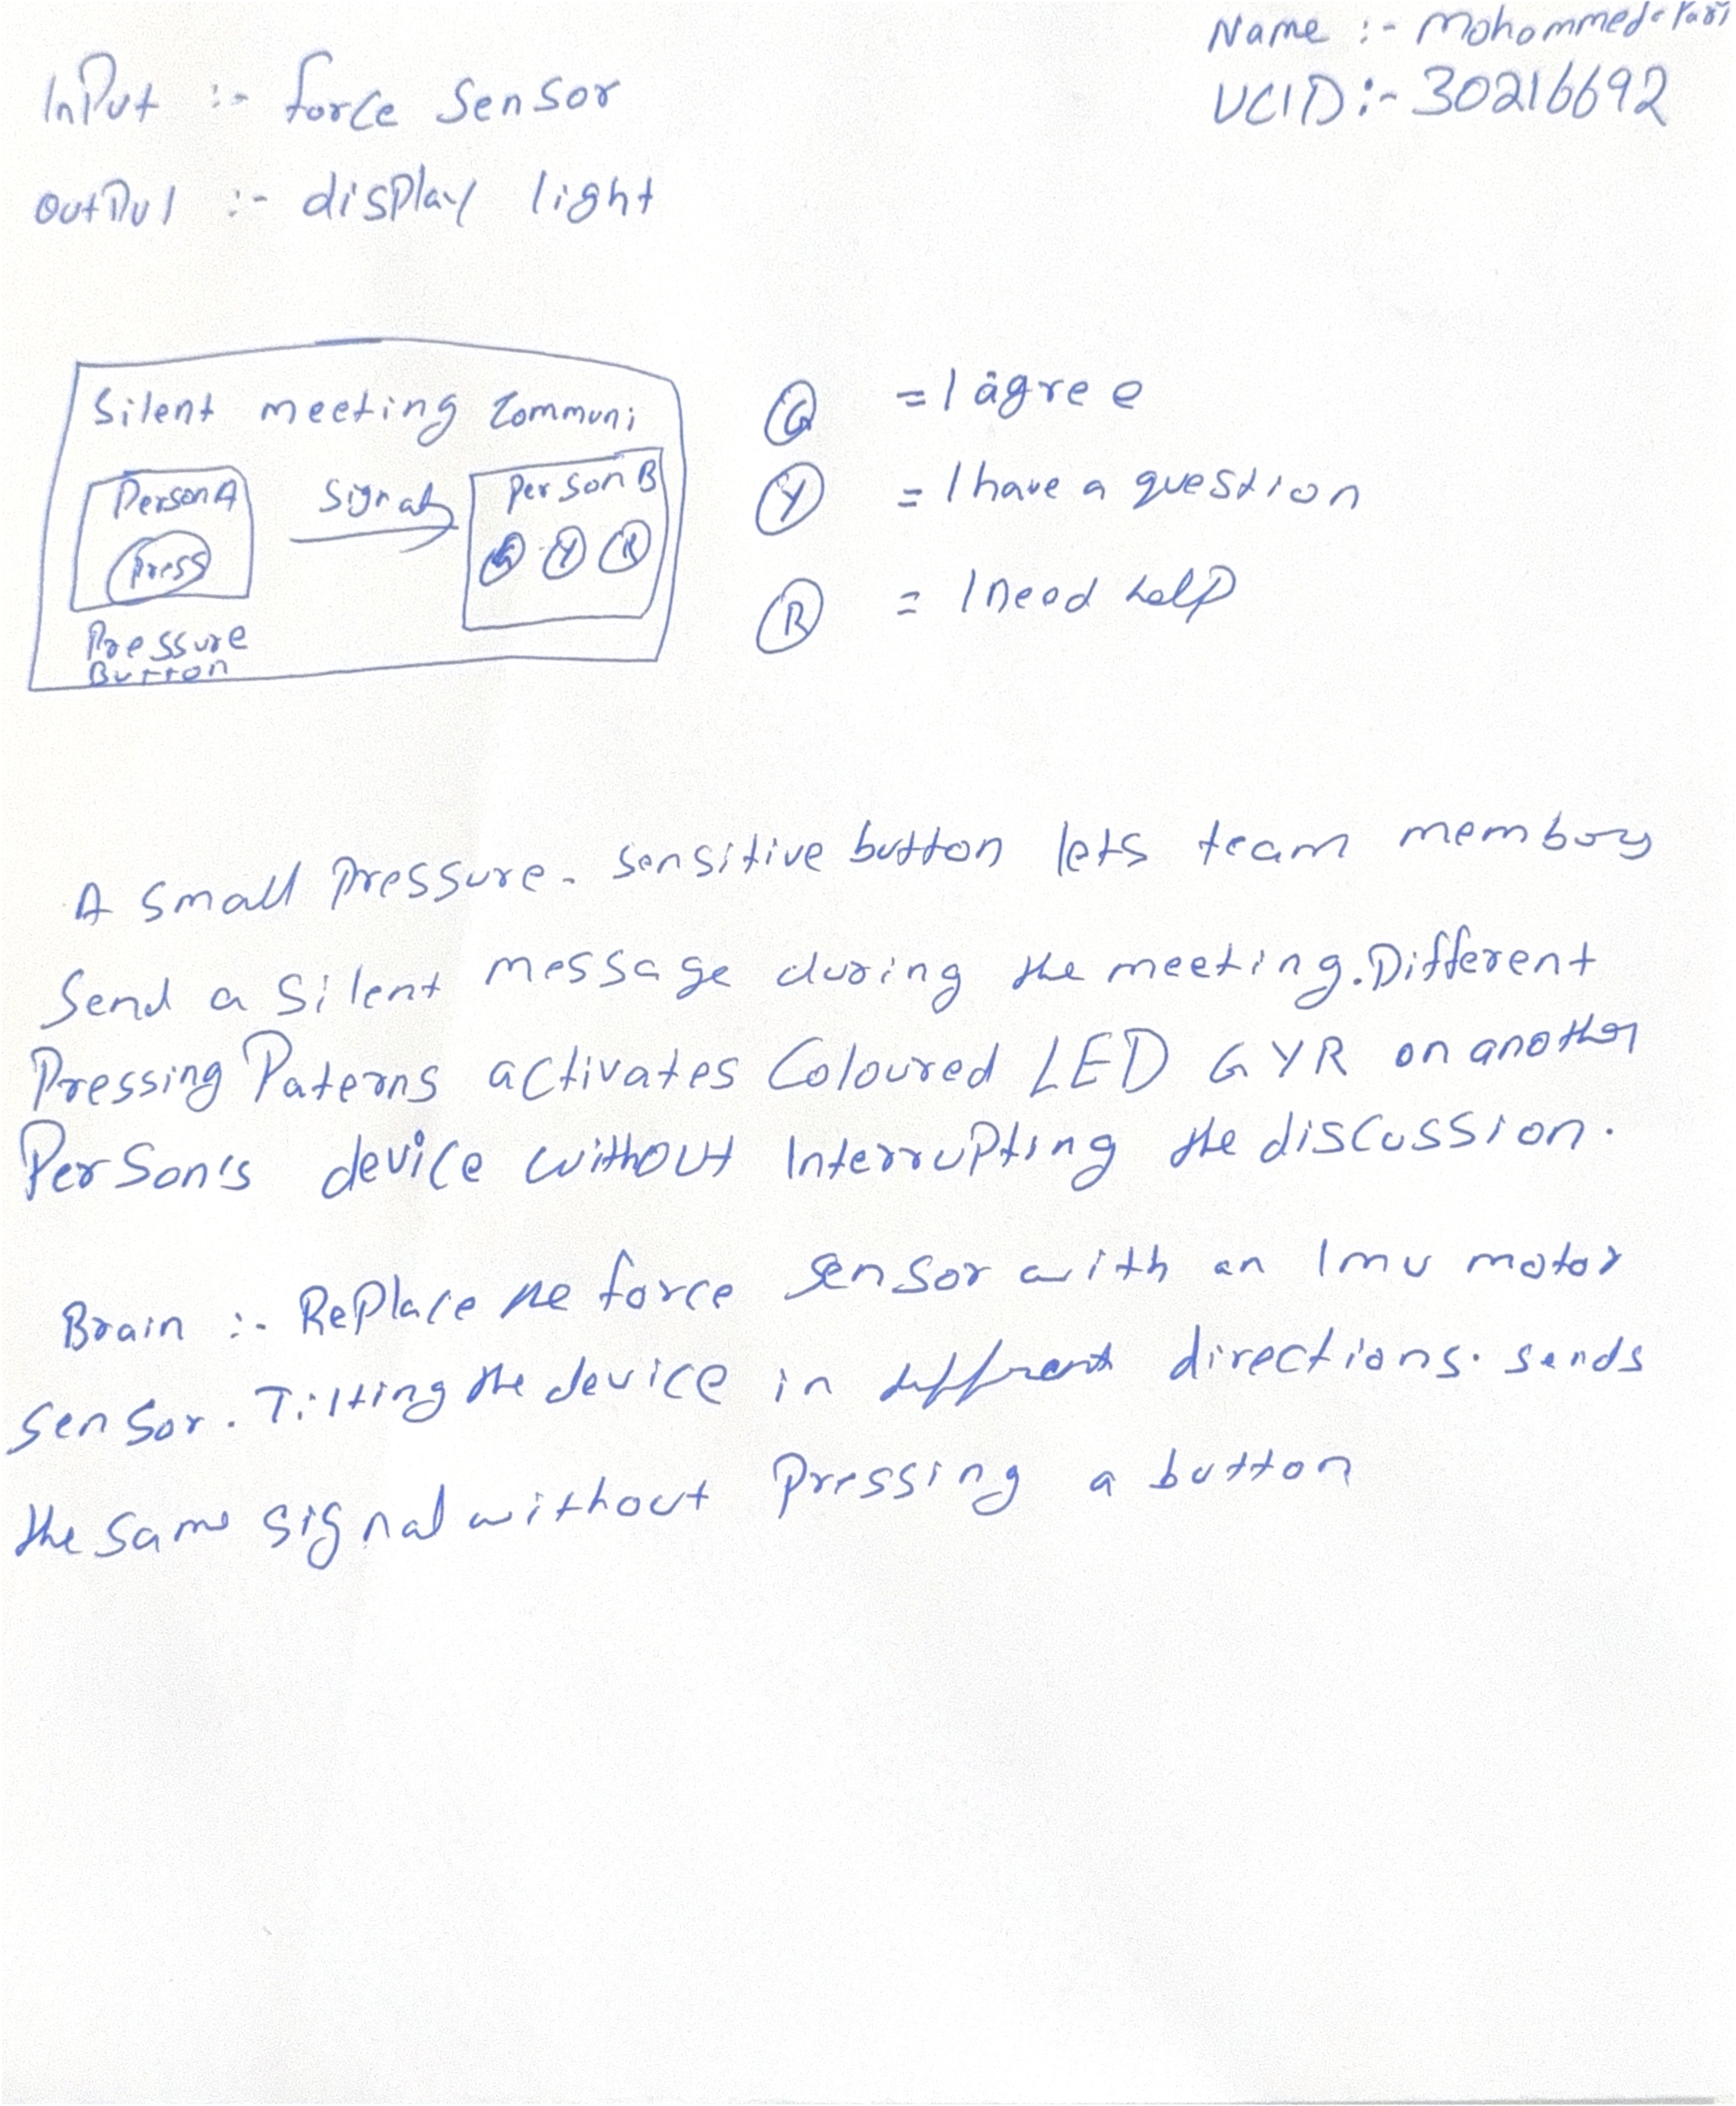 Name :- Mohommed
UCID:- 30216692
InPut :- force Sensor
outPut :- display light
Silent meeting Communi
Person A
Press
Signal
Person B
G Y R
Pressure
Button
G = I agree
Y = I have a question
R = I need help
A Small Pressure-Sensitive button lets team members
Send a Silent message during the meeting. Different
Pressing Paterns activates Coloured LED GYR on another
Person's device without Interrupting the discussion.
Brain :- Replace the force Sensor with an Imu motor
Sensor. Tilting the device in different directions. sends
the same signal without Pressing a button